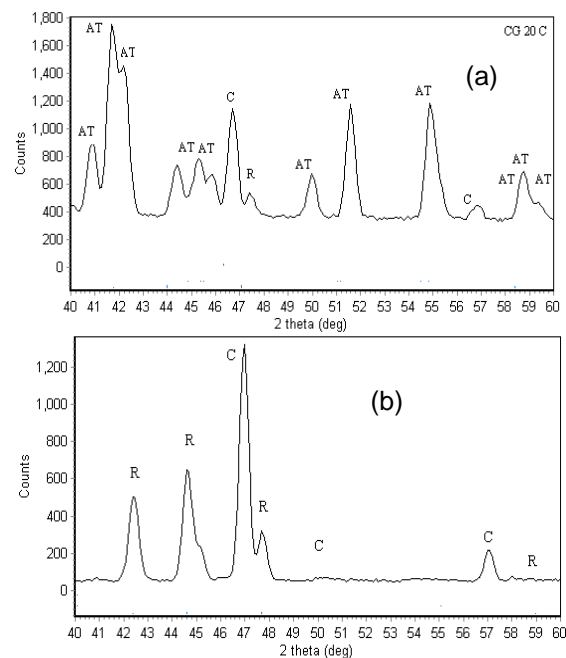 1,800
1,600
1,400
1,200
1,000
800
600
400
200
0
Counts
CG 20 C
(a)
AT
AT
AT
AT
AT
C
R
AT
AT
AT
C
AT
AT
AT
40 41 42 43 44 45 46 47 48 49 50 51 52 53 54 55 56 57 58 59 60
2 theta (deg)
1,200
1,000
800
600
400
200
0
Counts
(b)
R
R
C
R
C
C
R
40 41 42 43 44 45 46 47 48 49 50 51 52 53 54 55 56 57 58 59 60
2 theta (deg)